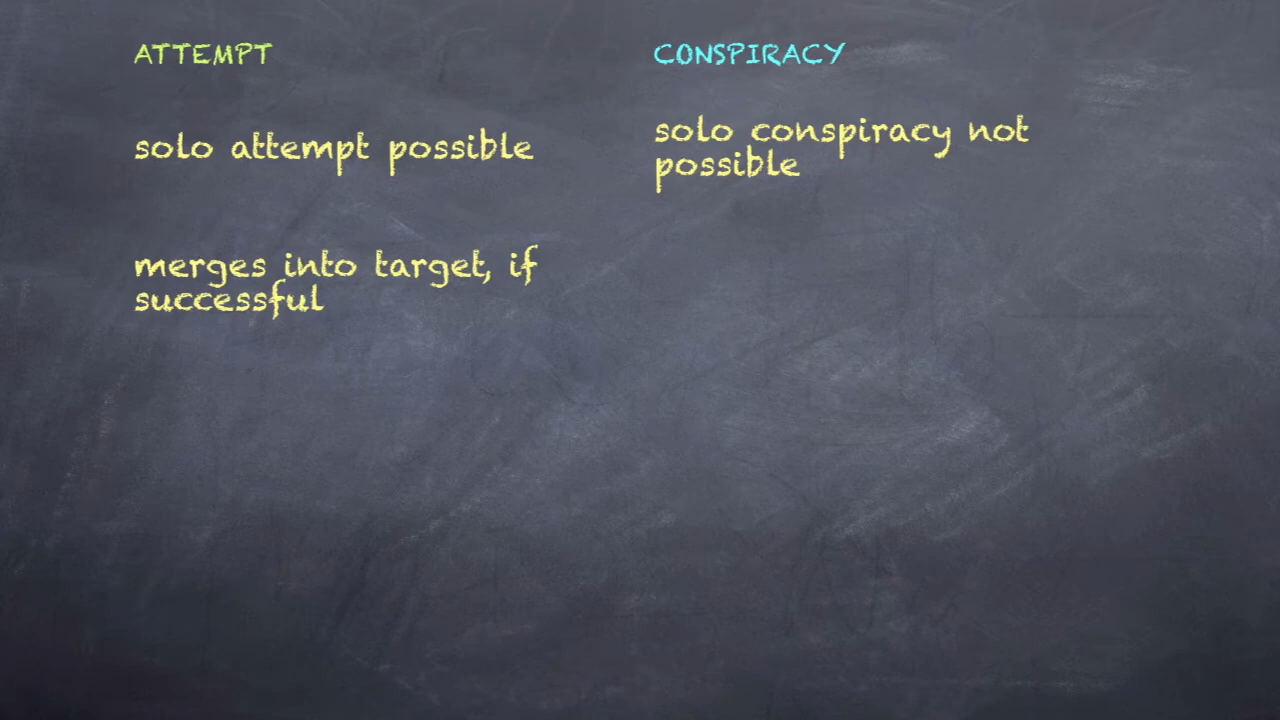 ATTEMPT
CONSPIRACY
solo attempt possible
solo conspiracy not
possible
merges into target, if
successful